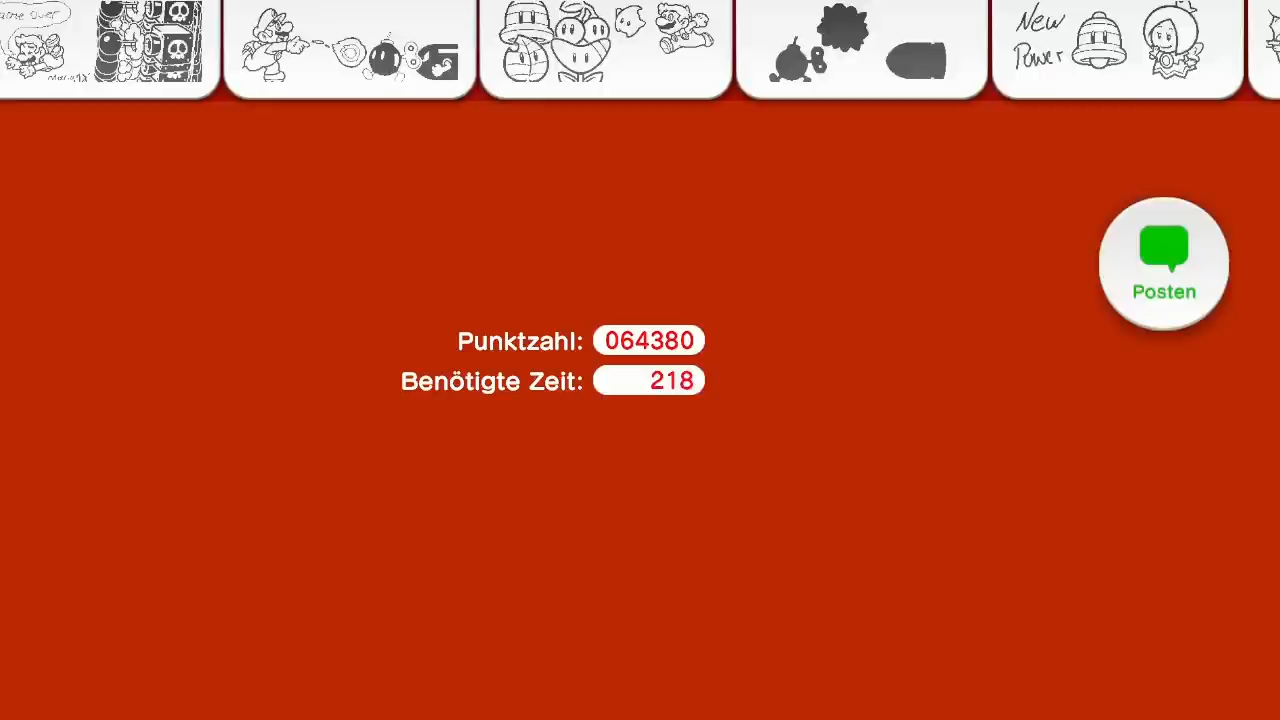 New
Power
Posten
Punktzahl: 064380
Benötigte Zeit: 218